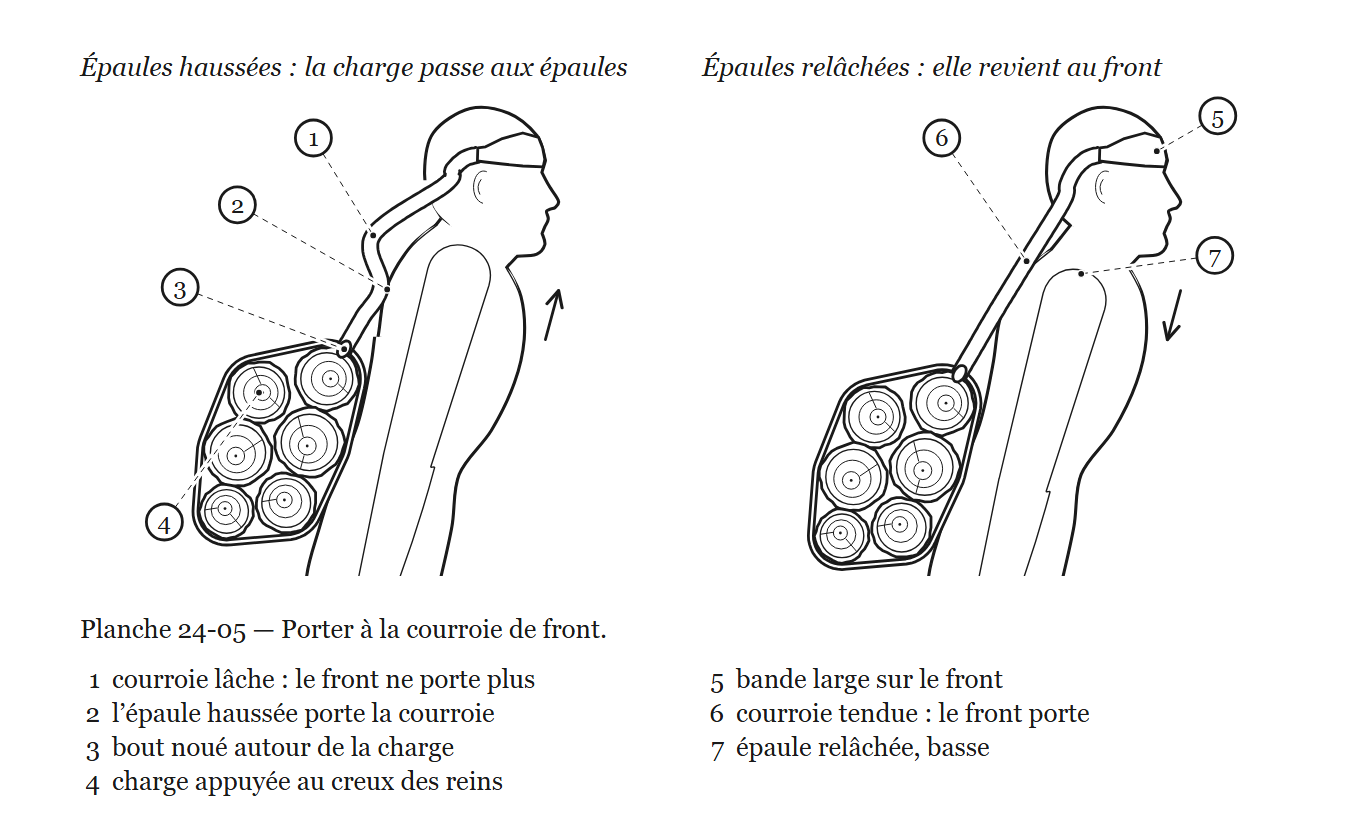 Épaules haussées : la charge passe aux épaules
Épaules relâchées : elle revient au front
1
2
3
4
5
6
7
Planche 24-05 — Porter à la courroie de front.
1 courroie lâche : le front ne porte plus
2 l’épaule haussée porte la courroie
3 bout noué autour de la charge
4 charge appuyée au creux des reins
5 bande large sur le front
6 courroie tendue : le front porte
7 épaule relâchée, basse